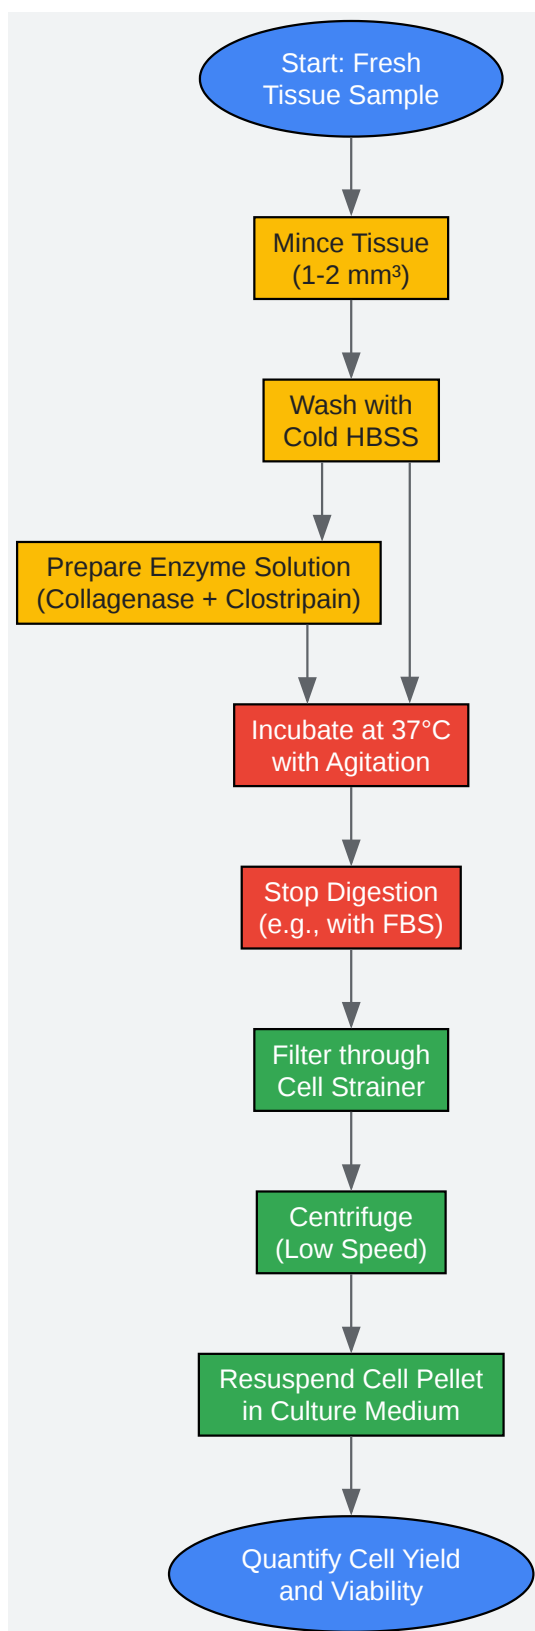 Start: Fresh
Tissue Sample
Mince Tissue
(1-2 mm³)
Wash with
Cold HBSS
Prepare Enzyme Solution
(Collagenase + Clostripain)
Incubate at 37°C
with Agitation
Stop Digestion
(e.g., with FBS)
Filter through
Cell Strainer
Centrifuge
(Low Speed)
Resuspend Cell Pellet
in Culture Medium
Quantify Cell Yield
and Viability